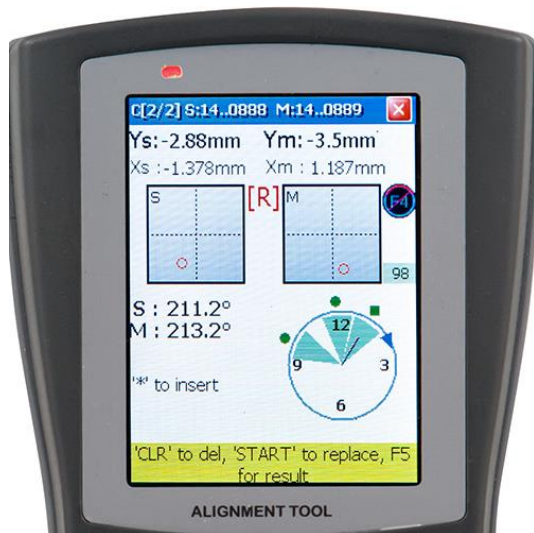 C[2/2] S:14..0888 M:14..0889 X
Ys:-2.88mm Ym:-3.5mm
Xs :-1.378mm Xm : 1.187mm
S [R] M F4
98
S : 211.2°
M : 213.2°
12
9 3
6
'*' to insert
'CLR' to del, 'START' to replace, F5
for result
ALIGNMENT TOOL